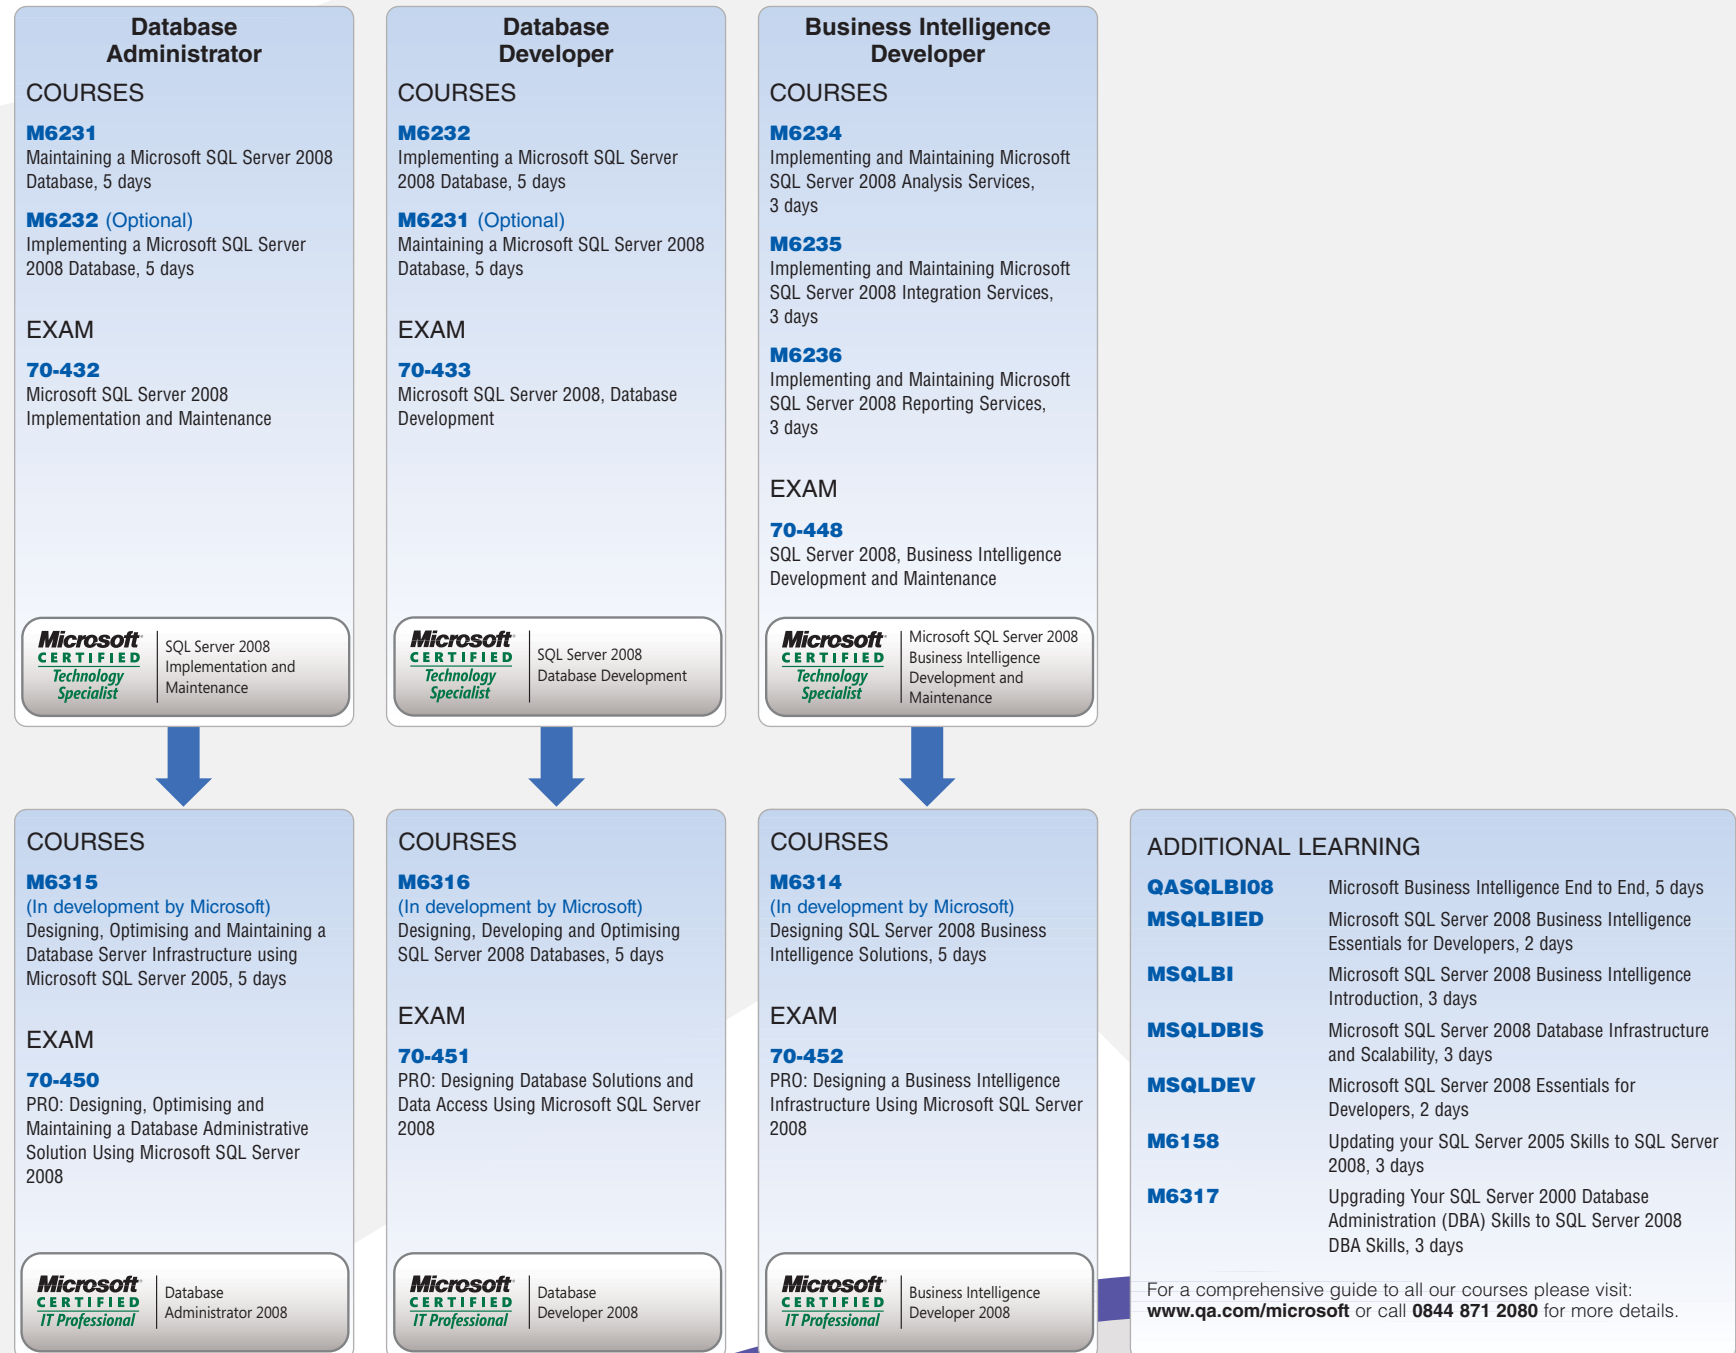 Database
Administrator
COURSES
M6231
Maintaining a Microsoft SQL Server 2008
Database, 5 days
M6232 (Optional)
Implementing a Microsoft SQL Server
2008 Database, 5 days
EXAM
70-432
Microsoft SQL Server 2008
Implementation and Maintenance
Microsoft
CERTIFIED
Technology
Specialist
SQL Server 2008
Implementation and
Maintenance
Database
Developer
COURSES
M6232
Implementing a Microsoft SQL Server
2008 Database, 5 days
M6231 (Optional)
Maintaining a Microsoft SQL Server 2008
Database, 5 days
EXAM
70-433
Microsoft SQL Server 2008, Database
Development
Microsoft
CERTIFIED
Technology
Specialist
SQL Server 2008
Database Development
Business Intelligence
Developer
COURSES
M6234
Implementing and Maintaining Microsoft
SQL Server 2008 Analysis Services,
3 days
M6235
Implementing and Maintaining Microsoft
SQL Server 2008 Integration Services,
3 days
M6236
Implementing and Maintaining Microsoft
SQL Server 2008 Reporting Services,
3 days
EXAM
70-448
SQL Server 2008, Business Intelligence
Development and Maintenance
Microsoft
CERTIFIED
Technology
Specialist
Microsoft SQL Server 2008
Business Intelligence
Development and
Maintenance
COURSES
M6315
(In development by Microsoft)
Designing, Optimising and Maintaining a
Database Server Infrastructure using
Microsoft SQL Server 2005, 5 days
EXAM
70-450
PRO: Designing, Optimising and
Maintaining a Database Administrative
Solution Using Microsoft SQL Server
2008
Microsoft
CERTIFIED
IT Professional
Database
Administrator 2008
COURSES
M6316
(In development by Microsoft)
Designing, Developing and Optimising
SQL Server 2008 Databases, 5 days
EXAM
70-451
PRO: Designing Database Solutions and
Data Access Using Microsoft SQL Server
2008
Microsoft
CERTIFIED
IT Professional
Database
Developer 2008
COURSES
M6314
(In development by Microsoft)
Designing SQL Server 2008 Business
Intelligence Solutions, 5 days
EXAM
70-452
PRO: Designing a Business Intelligence
Infrastructure Using Microsoft SQL Server
2008
Microsoft
CERTIFIED
IT Professional
Business Intelligence
Developer 2008
ADDITIONAL LEARNING
QASQLBI08 Microsoft Business Intelligence End to End, 5 days
MSQLBIED Microsoft SQL Server 2008 Business Intelligence
Essentials for Developers, 2 days
MSQLBI Microsoft SQL Server 2008 Business Intelligence
Introduction, 3 days
MSQLDBIS Microsoft SQL Server 2008 Database Infrastructure
and Scalability, 3 days
MSQLDEV Microsoft SQL Server 2008 Essentials for
Developers, 2 days
M6158 Updating your SQL Server 2005 Skills to SQL Server
2008, 3 days
M6317 Upgrading Your SQL Server 2000 Database
Administration (DBA) Skills to SQL Server 2008
DBA Skills, 3 days
For a comprehensive guide to all our courses please visit:
www.qa.com/microsoft or call 0844 871 2080 for more details.